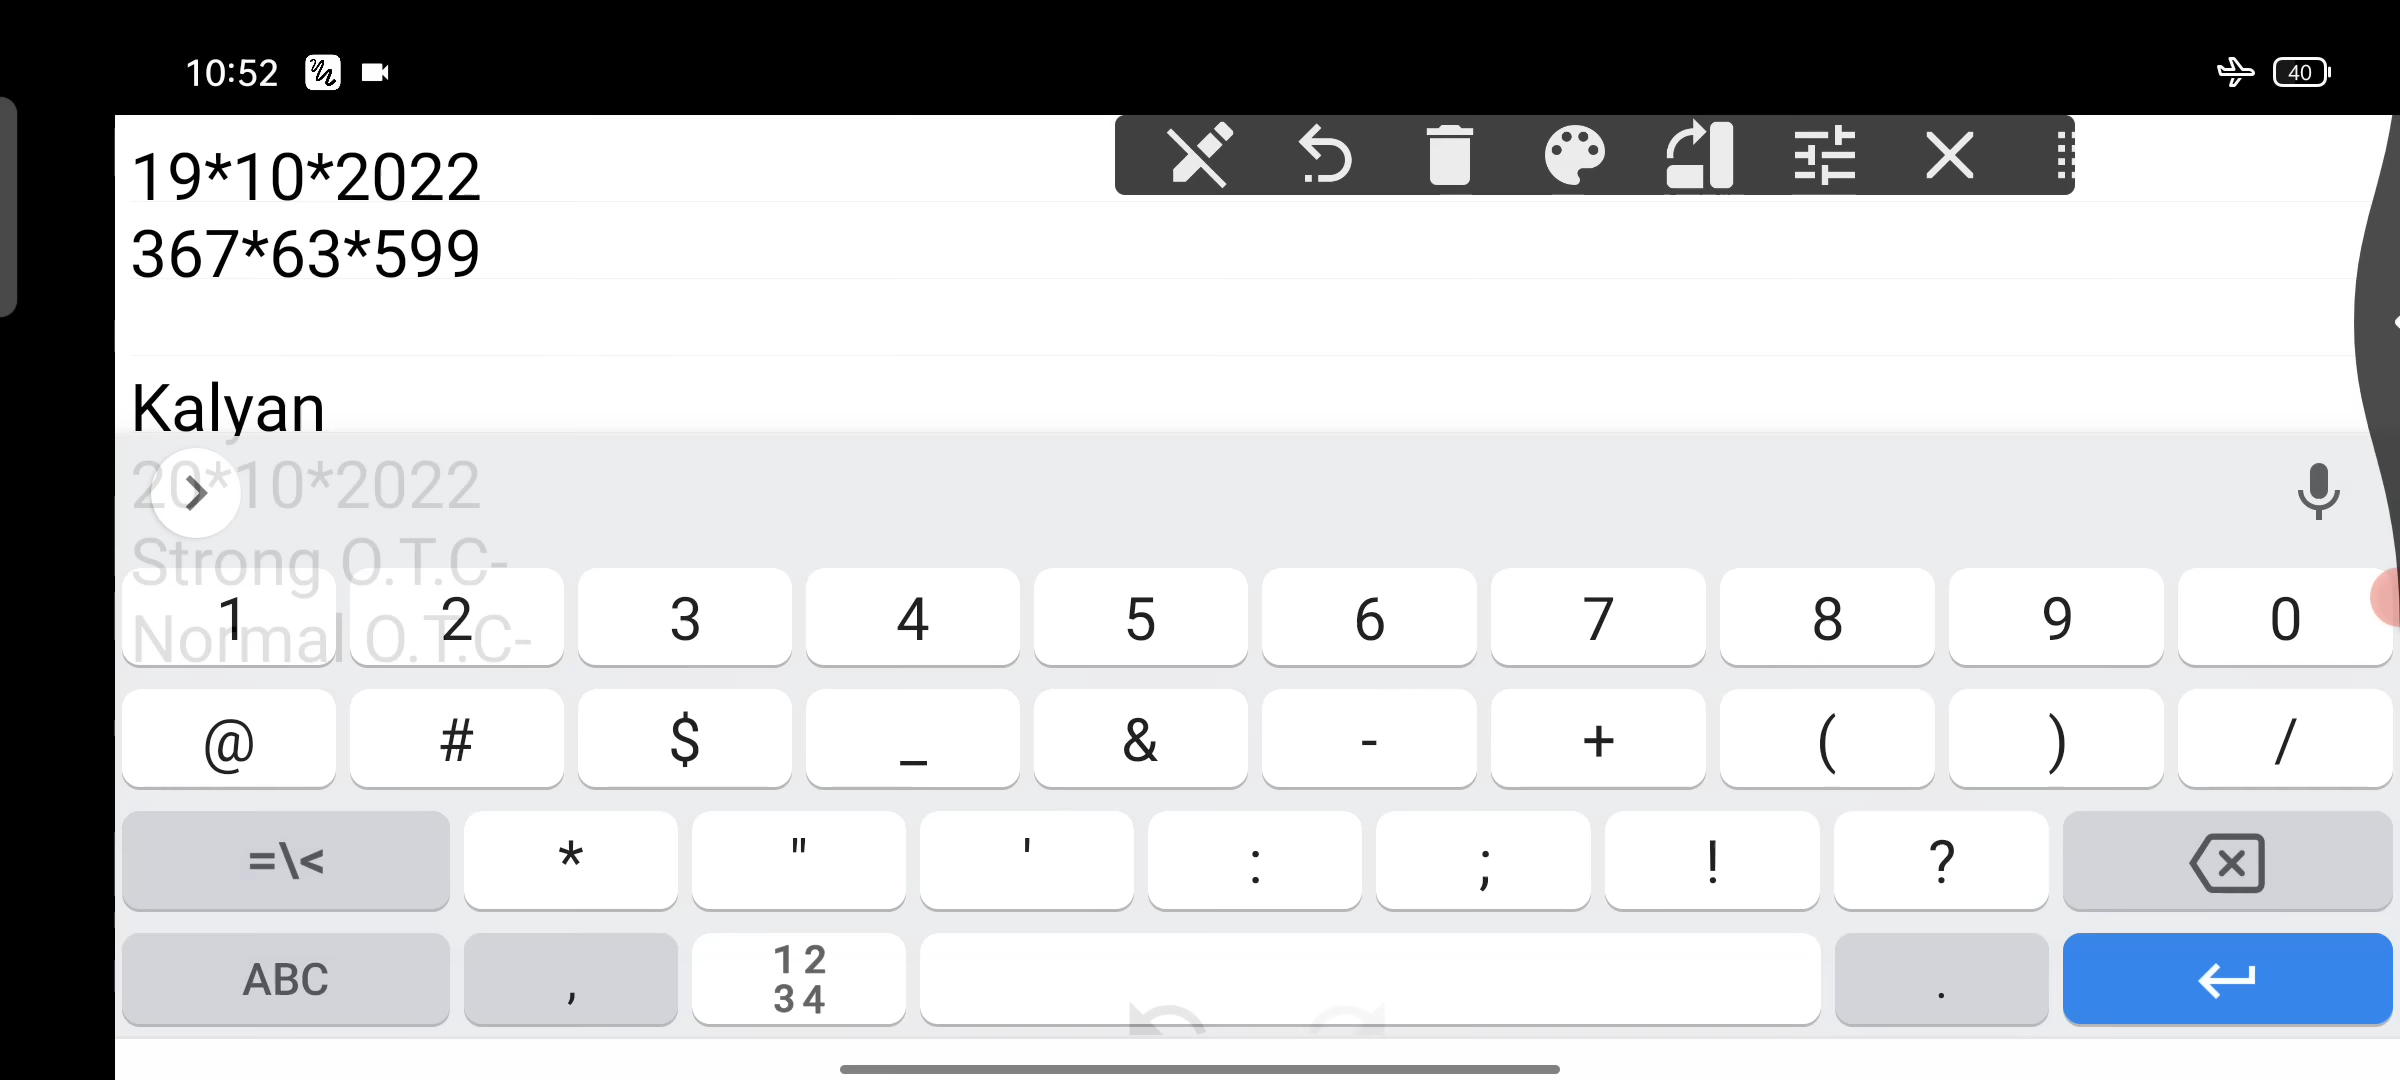 10:52
40
19*10*2022
367*63*599
Kalyan
20*10*2022
Strong O.T.C-
Normal O.T.C-
1 2 3 4 5 6 7 8 9 0
@ # $ _ & - + ( ) /
=\< * " ' : ; ! ?
ABC , 1 2 3 4 .